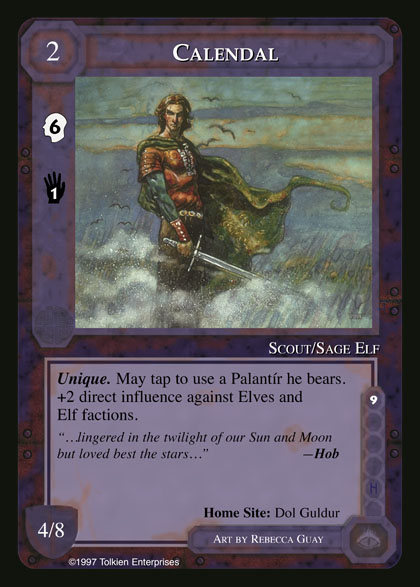 2
CALENDAL
6
1
SCOUT/SAGE ELF
Unique. May tap to use a Palantír he bears.
+2 direct influence against Elves and
Elf factions.
9
“…lingered in the twilight of our Sun and Moon
but loved best the stars…” —Hob
H
Home Site: Dol Guldur
4/8
ART BY REBECCA GUAY
©1997 Tolkien Enterprises